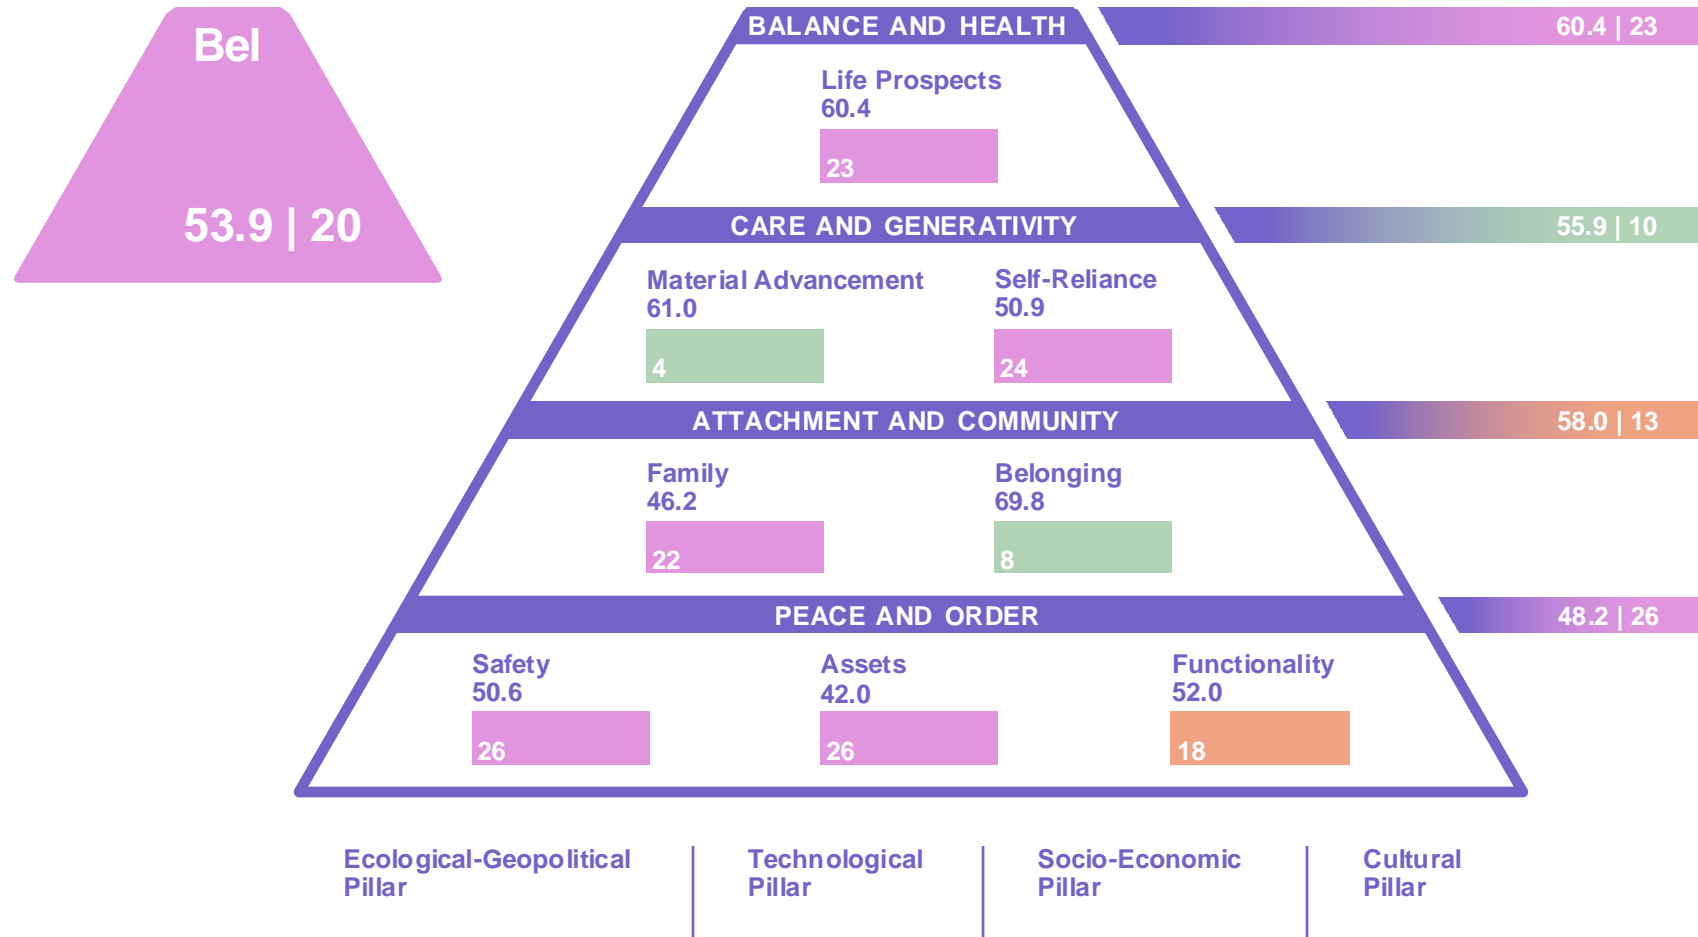 Bel
53.9 | 20
BALANCE AND HEALTH
60.4 | 23
Life Prospects
60.4
23
CARE AND GENERATIVITY
55.9 | 10
Material Advancement
61.0
4
Self-Reliance
50.9
24
ATTACHMENT AND COMMUNITY
58.0 | 13
Family
46.2
22
Belonging
69.8
8
PEACE AND ORDER
48.2 | 26
Safety
50.6
26
Assets
42.0
26
Functionality
52.0
18
Ecological-Geopolitical
Pillar
Technological
Pillar
Socio-Economic
Pillar
Cultural
Pillar